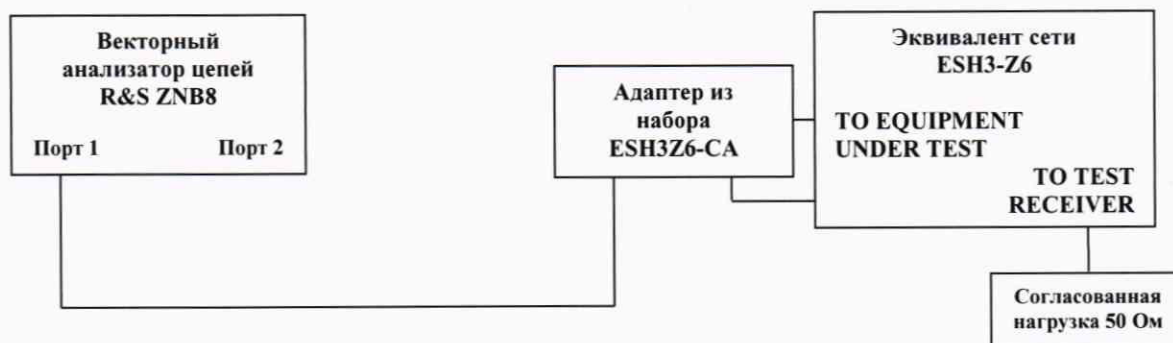 Векторный
анализатор цепей
R&S ZNB8
Порт 1 Порт 2
Адаптер из
набора
ESH3Z6-CA
Эквивалент сети
ESH3-Z6
TO EQUIPMENT
UNDER TEST
TO TEST
RECEIVER
Согласованная
нагрузка 50 Ом